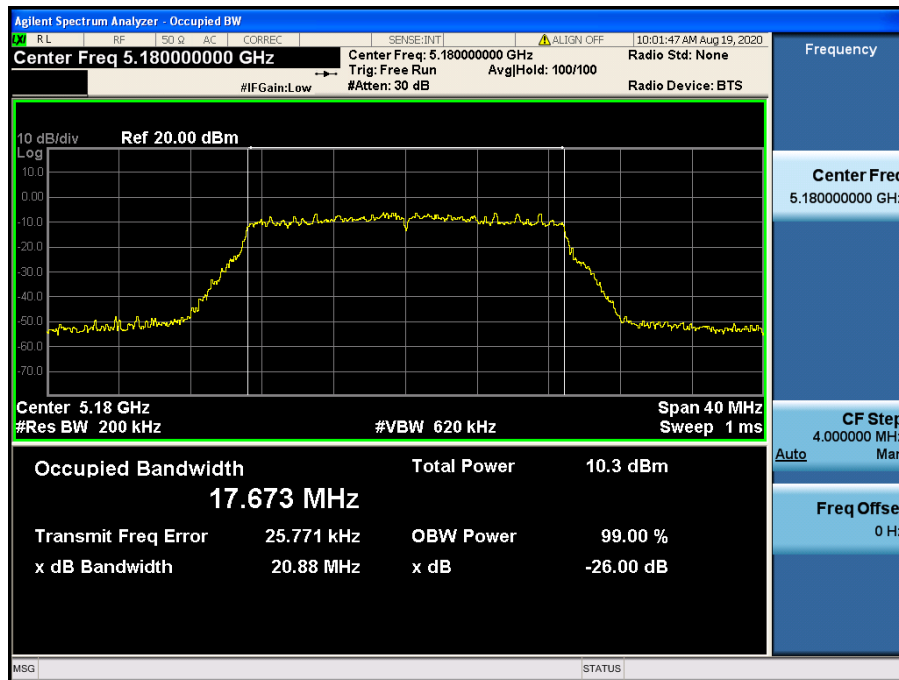 Agilent Spectrum Analyzer - Occupied BW
LXI RL RF 50 Ω AC CORREC SENSE:INT ALIGN OFF 10:01:47 AM Aug 19, 2020
Center Freq 5.180000000 GHz
Center Freq: 5.180000000 GHz
Radio Std: None
Trig: Free Run Avg|Hold: 100/100
#IFGain:Low
#Atten: 30 dB
Radio Device: BTS
10 dB/div Ref 20.00 dBm
Log
10.0
0.00
-10.0
-20.0
-30.0
-40.0
-50.0
-60.0
-70.0
Center 5.18 GHz Span 40 MHz
#Res BW 200 kHz #VBW 620 kHz Sweep 1 ms
Occupied Bandwidth Total Power 10.3 dBm
17.673 MHz
Transmit Freq Error 25.771 kHz OBW Power 99.00 %
x dB Bandwidth 20.88 MHz x dB -26.00 dB
MSG STATUS
Frequency
Center Freq
5.180000000 GHz
CF Step
4.000000 MHz
Auto Man
Freq Offset
0 Hz